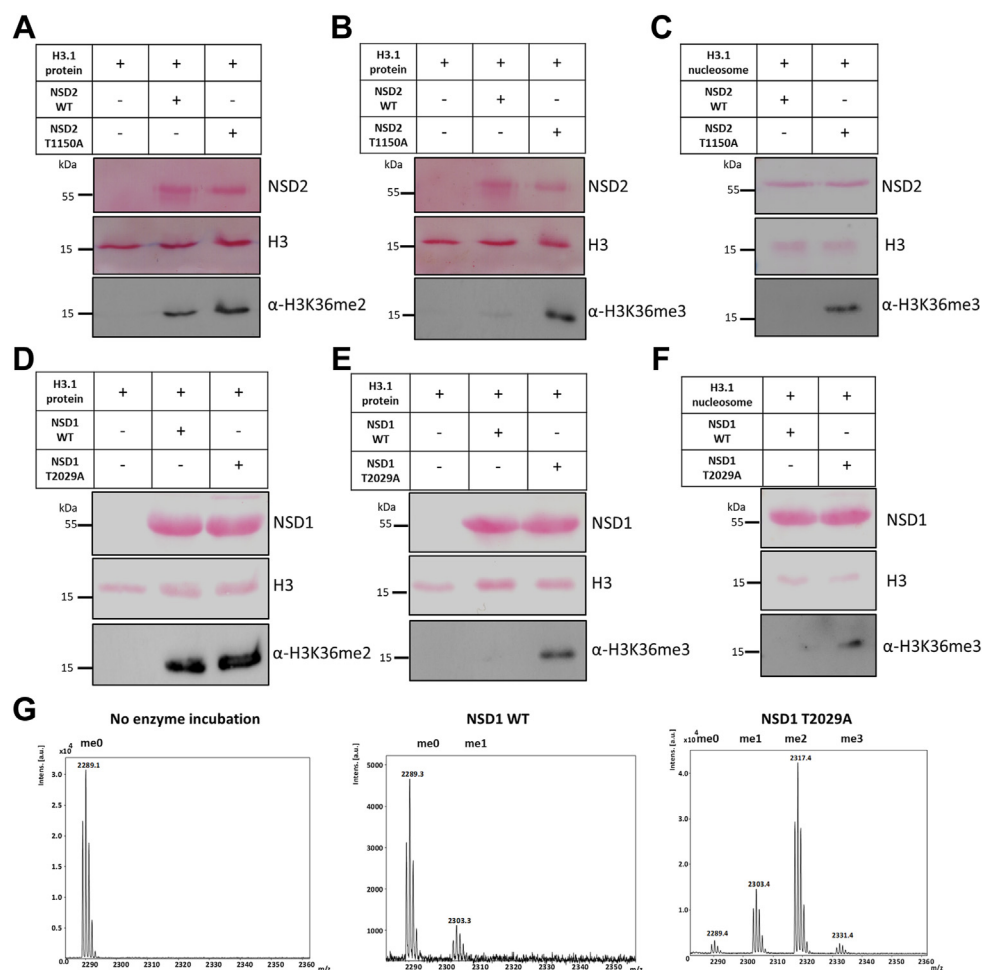 A
H3.1 protein + + +
NSD2 WT - + -
NSD2 T1150A - - +
kDa
55
NSD2
15
H3
15
α-H3K36me2
B
H3.1 protein + + +
NSD2 WT - + -
NSD2 T1150A - - +
kDa
55
NSD2
15
H3
15
α-H3K36me3
C
H3.1 nucleosome + +
NSD2 WT + -
NSD2 T1150A - +
kDa
55
NSD2
15
H3
15
α-H3K36me3
D
H3.1 protein + + +
NSD1 WT - + -
NSD1 T2029A - - +
kDa
55
NSD1
15
H3
15
α-H3K36me2
E
H3.1 protein + + +
NSD1 WT - + -
NSD1 T2029A - - +
kDa
55
NSD1
15
H3
15
α-H3K36me3
F
H3.1 nucleosome + +
NSD1 WT + -
NSD1 T2029A - +
kDa
55
NSD1
15
H3
15
α-H3K36me3
G
No enzyme incubation
me0
x10⁴
Intens. [a.u.]
2289.1
3.0
2.5
2.0
1.5
1.0
0.5
0.0
2290 2300 2310 2320 2330 2340 2350 2360
m/z
NSD1 WT
me0 me1
Intens. [a.u.]
5000
4000
3000
2000
1000
2289.3
2303.3
2290 2300 2310 2320 2330 2340 2350
m/z
NSD1 T2029A
me0 me1 me2 me3
x10⁴
Intens. [a.u.]
4.0
3.0
2.0
1.0
0.0
2289.4
2303.4
2317.4
2331.4
2290 2300 2310 2320 2330 2340 2350 2360
m/z